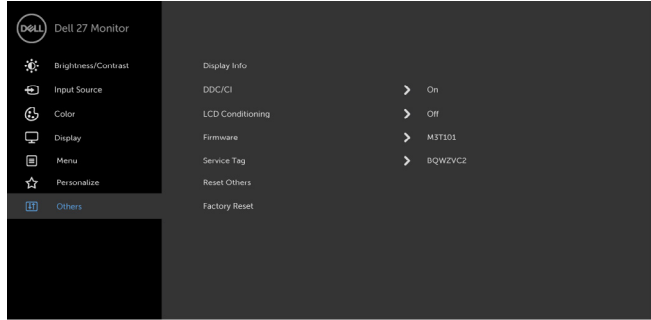 DELL Dell 27 Monitor
Brightness/Contrast Display Info
Input Source DDC/CI On
Color LCD Conditioning Off
Display Firmware M3T101
Menu Service Tag BQWZVC2
Personalize Reset Others
Others Factory Reset